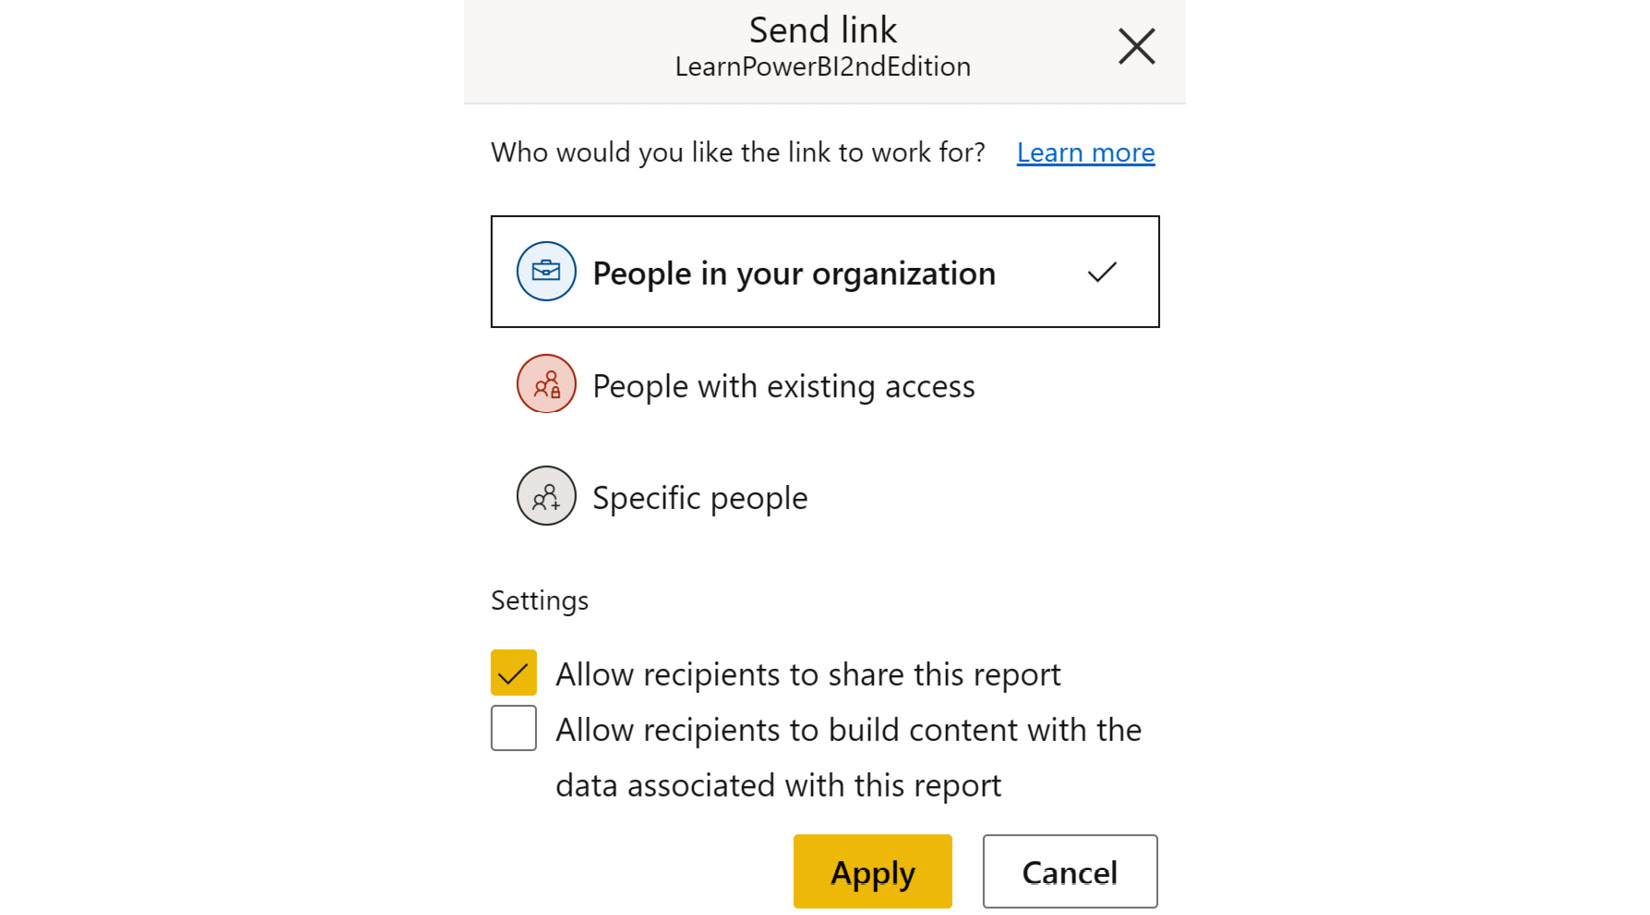 Send link
LearnPowerBI2ndEdition
Who would you like the link to work for? Learn more
People in your organization
People with existing access
Specific people
Settings
Allow recipients to share this report
Allow recipients to build content with the
data associated with this report
Apply Cancel